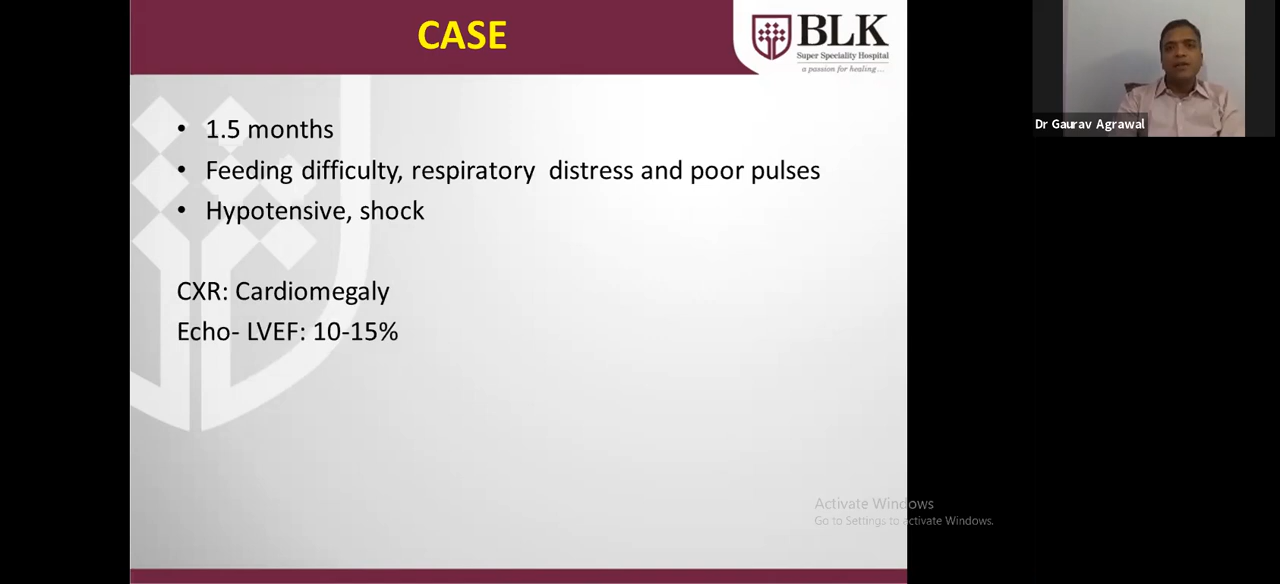 CASE
BLK
Super Speciality Hospital
a passion for healing...
Dr Gaurav Agrawal
• 1.5 months
• Feeding difficulty, respiratory distress and poor pulses
• Hypotensive, shock
CXR: Cardiomegaly
Echo- LVEF: 10-15%
Activate Windows
Go to Settings to activate Windows.